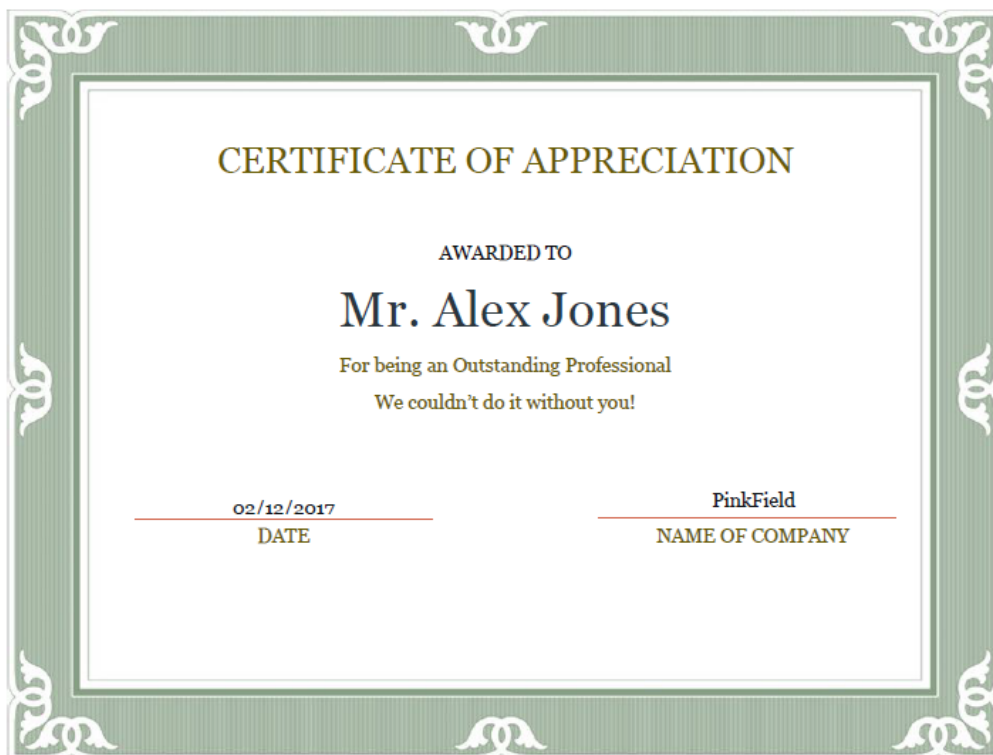 CERTIFICATE OF APPRECIATION
AWARDED TO
Mr. Alex Jones
For being an Outstanding Professional
We couldn't do it without you!
02/12/2017
DATE
PinkField
NAME OF COMPANY